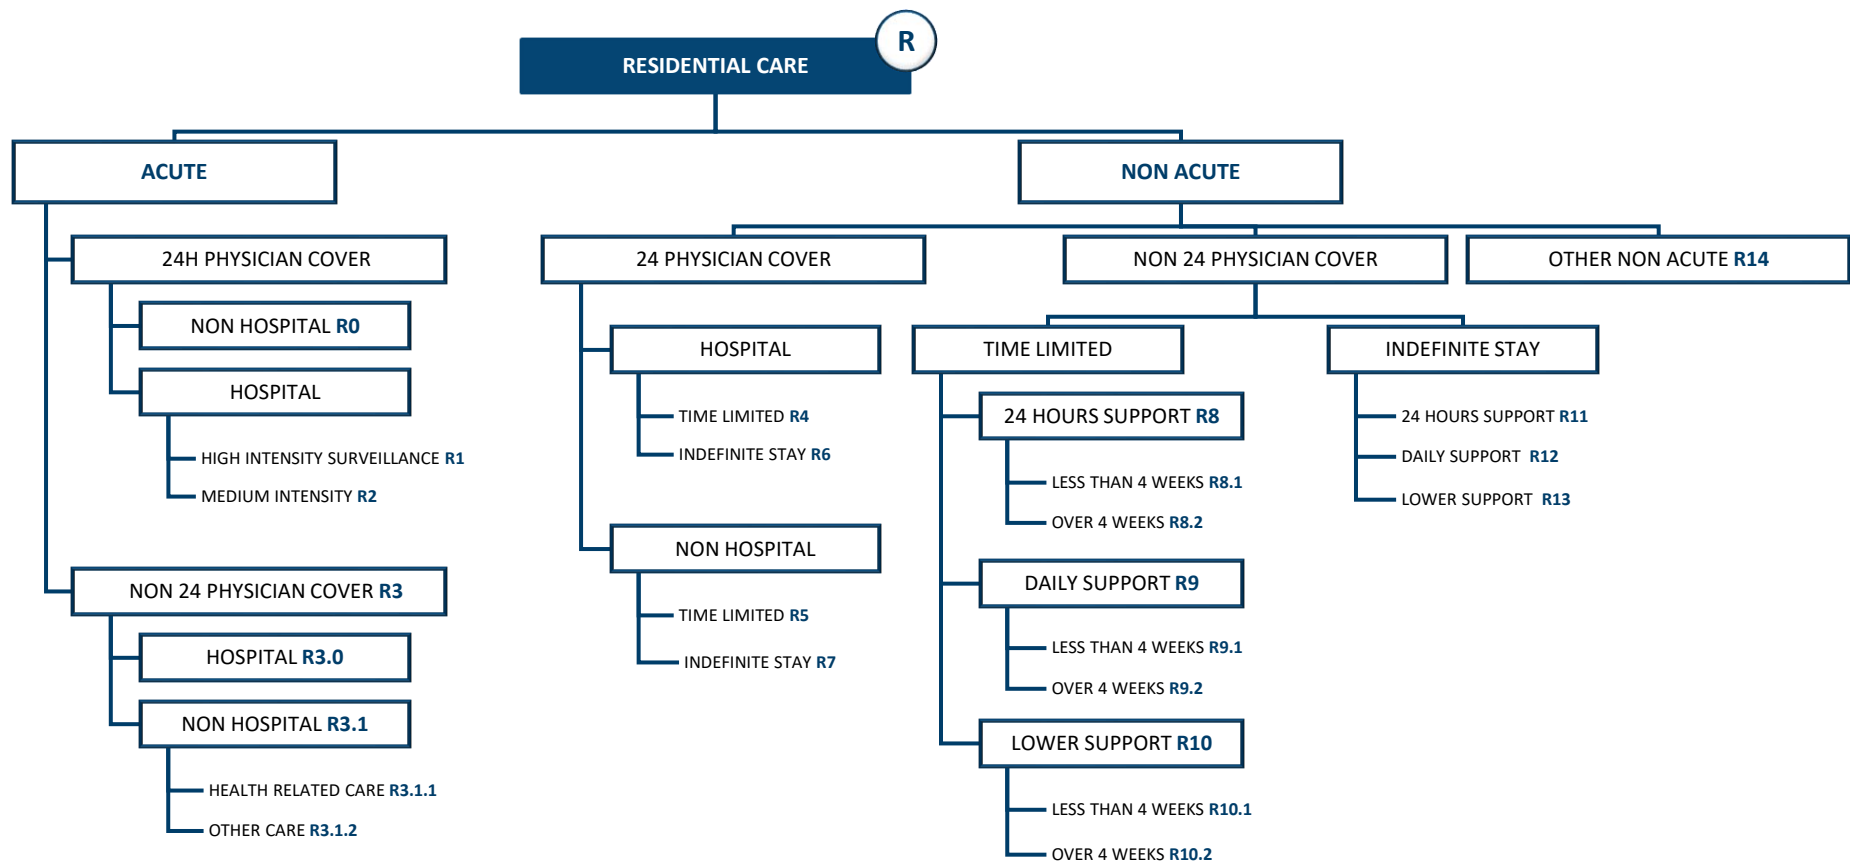 R
RESIDENTIAL CARE
ACUTE
24H PHYSICIAN COVER
NON HOSPITAL R0
HOSPITAL
HIGH INTENSITY SURVEILLANCE R1
MEDIUM INTENSITY R2
NON 24 PHYSICIAN COVER R3
HOSPITAL R3.0
NON HOSPITAL R3.1
HEALTH RELATED CARE R3.1.1
OTHER CARE R3.1.2
NON ACUTE
24 PHYSICIAN COVER
HOSPITAL
TIME LIMITED R4
INDEFINITE STAY R6
NON HOSPITAL
TIME LIMITED R5
INDEFINITE STAY R7
NON 24 PHYSICIAN COVER
TIME LIMITED
24 HOURS SUPPORT R8
LESS THAN 4 WEEKS R8.1
OVER 4 WEEKS R8.2
DAILY SUPPORT R9
LESS THAN 4 WEEKS R9.1
OVER 4 WEEKS R9.2
LOWER SUPPORT R10
LESS THAN 4 WEEKS R10.1
OVER 4 WEEKS R10.2
INDEFINITE STAY
24 HOURS SUPPORT R11
DAILY SUPPORT R12
LOWER SUPPORT R13
OTHER NON ACUTE R14